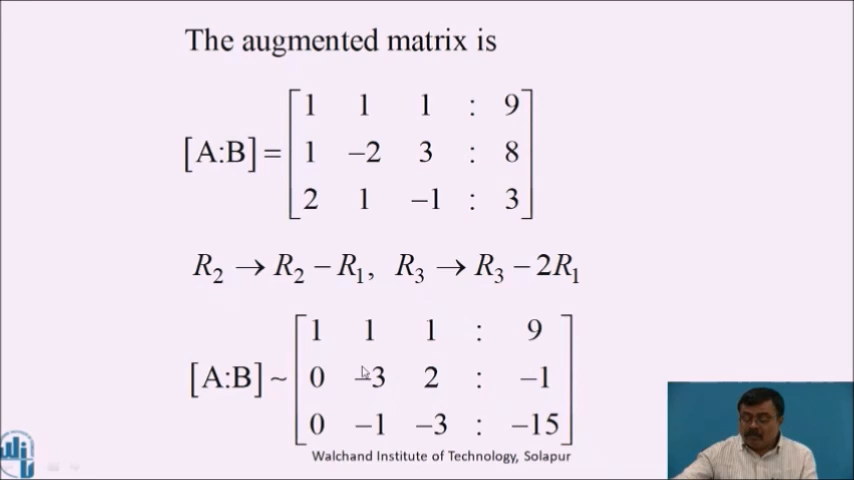 The augmented matrix is
[A:B] = [1 1 1 : 9
1 −2 3 : 8
2 1 −1 : 3]
R₂ → R₂ − R₁, R₃ → R₃ − 2R₁
[A:B] ~ [1 1 1 : 9
0 −3 2 : −1
0 −1 −3 : −15]
Walchand Institute of Technology, Solapur